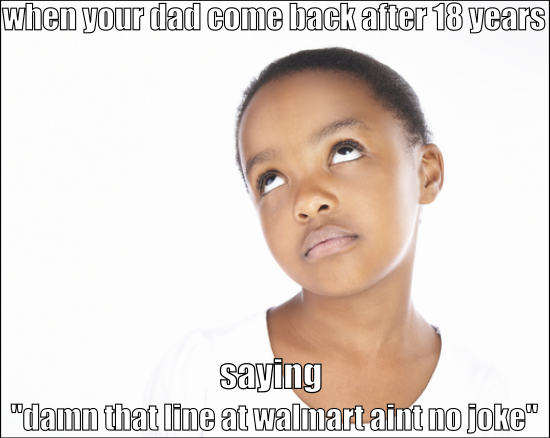 when your dad come back after 18 years
saying
"damn that line at walmart aint no joke"